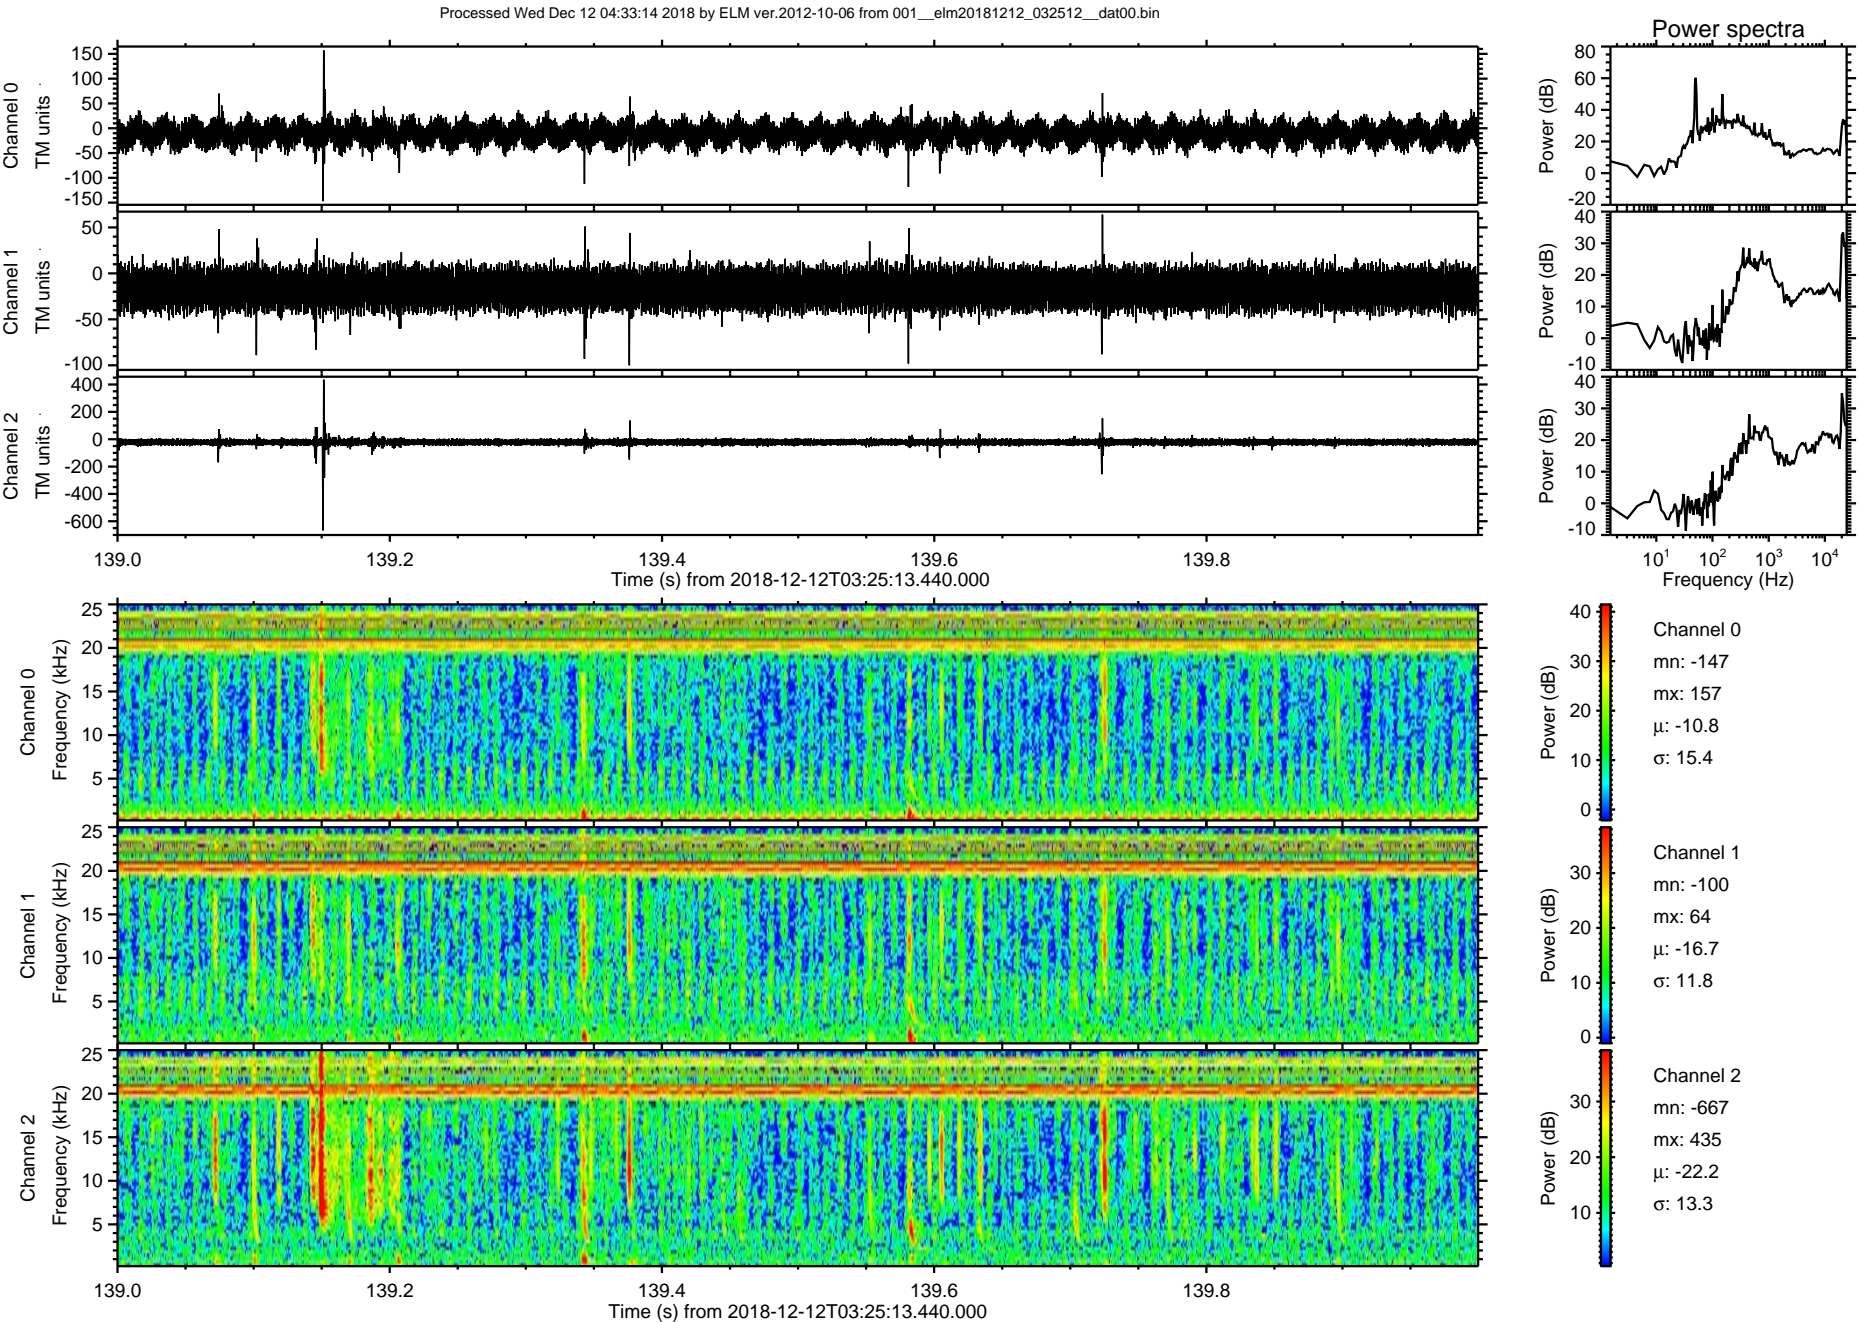 Processed Wed Dec 12 04:33:14 2018 by ELM ver.2012-10-06 from 001__elm20181212_032512__dat00.bin
Power spectra
Channel 0
TM units
150
100
50
0
-50
-100
-150
Power (dB)
80
60
40
20
0
-20
Channel 1
TM units
50
0
-50
-100
Power (dB)
40
30
20
10
0
-10
Channel 2
TM units
400
200
0
-200
-400
-600
Power (dB)
40
30
20
10
0
-10
139.0 139.2 139.4 139.6 139.8
Time (s) from 2018-12-12T03:25:13.440.000
10^1 10^2 10^3 10^4
Frequency (Hz)
Channel 0
Frequency (kHz)
25
20
15
10
5
Power (dB)
40
30
20
10
0
Channel 0
mn: -147
mx: 157
μ: -10.8
σ: 15.4
Channel 1
Frequency (kHz)
25
20
15
10
5
Power (dB)
30
20
10
0
Channel 1
mn: -100
mx: 64
μ: -16.7
σ: 11.8
Channel 2
Frequency (kHz)
25
20
15
10
5
Power (dB)
30
20
10
Channel 2
mn: -667
mx: 435
μ: -22.2
σ: 13.3
139.0 139.2 139.4 139.6 139.8
Time (s) from 2018-12-12T03:25:13.440.000